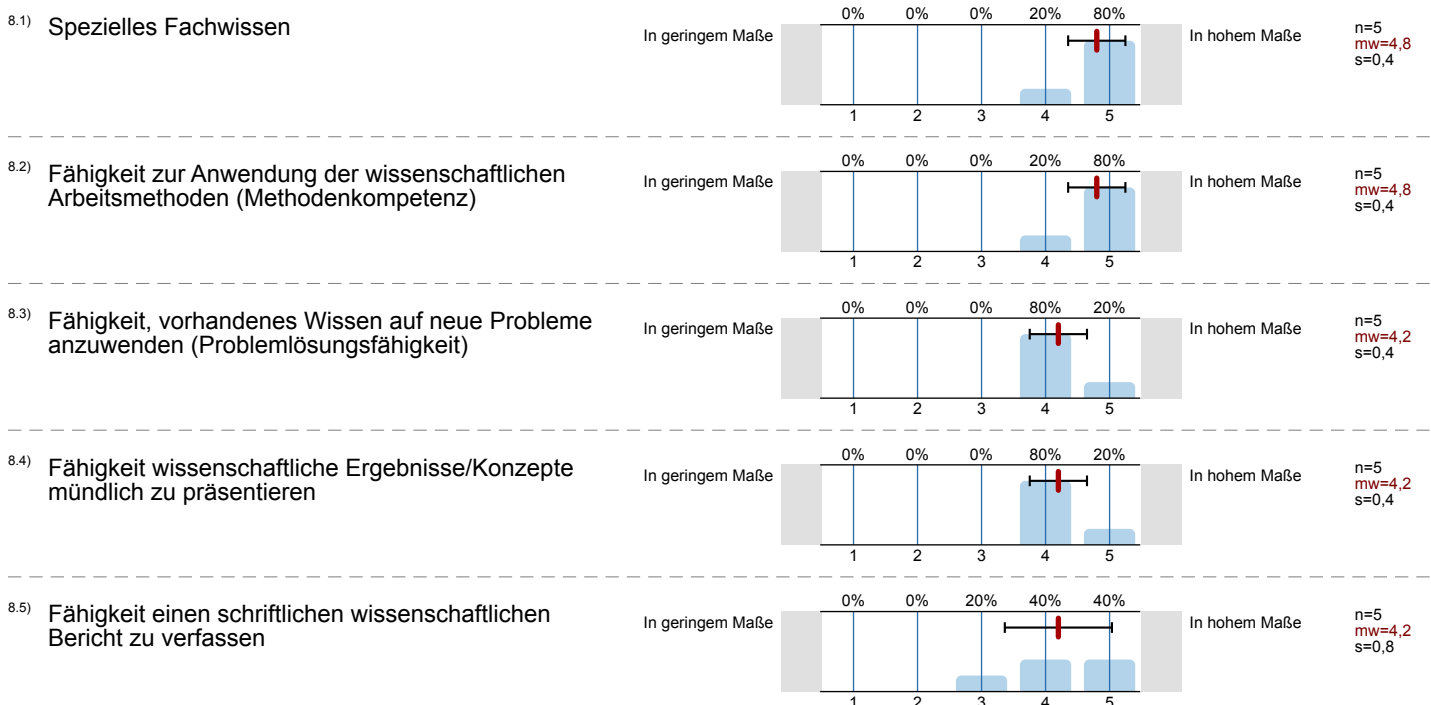 8.1) Spezielles Fachwissen
In geringem Maße
0% 0% 0% 20% 80%
1 2 3 4 5
In hohem Maße
n=5
mw=4,8
s=0,4
8.2) Fähigkeit zur Anwendung der wissenschaftlichen
Arbeitsmethoden (Methodenkompetenz)
In geringem Maße
0% 0% 0% 20% 80%
1 2 3 4 5
In hohem Maße
n=5
mw=4,8
s=0,4
8.3) Fähigkeit, vorhandenes Wissen auf neue Probleme
anzuwenden (Problemlösungsfähigkeit)
In geringem Maße
0% 0% 0% 80% 20%
1 2 3 4 5
In hohem Maße
n=5
mw=4,2
s=0,4
8.4) Fähigkeit wissenschaftliche Ergebnisse/Konzepte
mündlich zu präsentieren
In geringem Maße
0% 0% 0% 80% 20%
1 2 3 4 5
In hohem Maße
n=5
mw=4,2
s=0,4
8.5) Fähigkeit einen schriftlichen wissenschaftlichen
Bericht zu verfassen
In geringem Maße
0% 0% 20% 40% 40%
1 2 3 4 5
In hohem Maße
n=5
mw=4,2
s=0,8